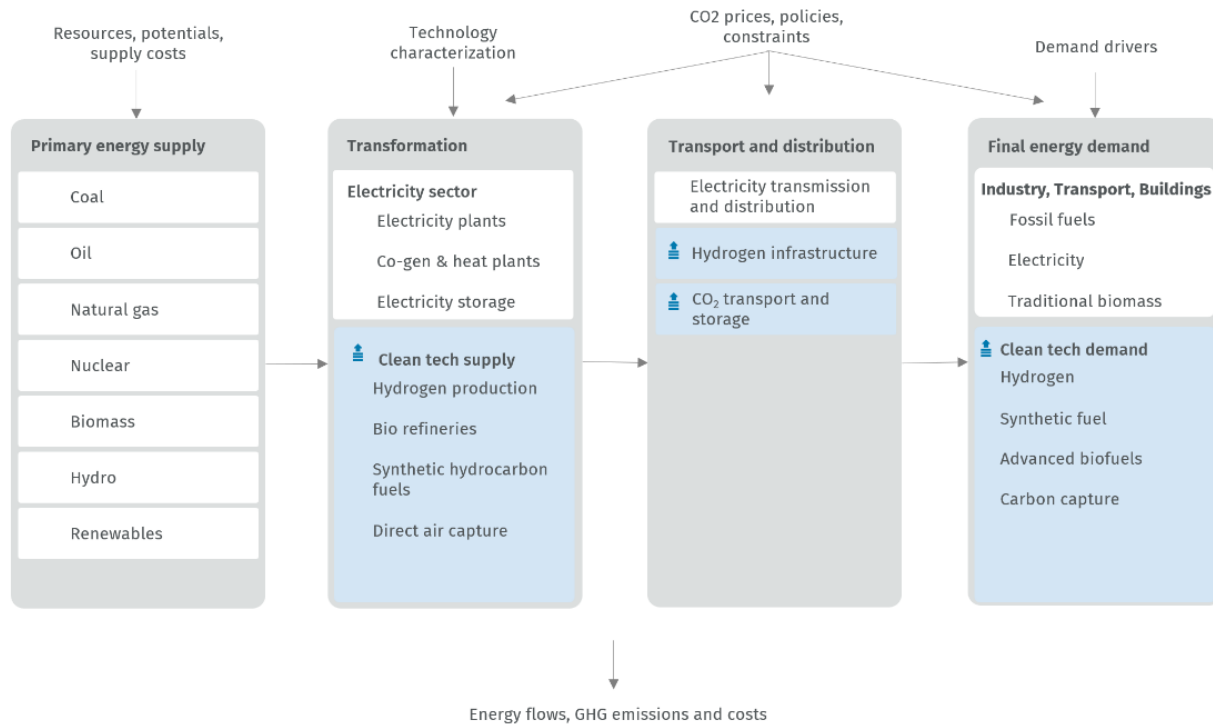 Resources, potentials,
supply costs
Technology
characterization
CO2 prices, policies,
constraints
Demand drivers
Primary energy supply
Coal
Oil
Natural gas
Nuclear
Biomass
Hydro
Renewables
Transformation
Electricity sector
Electricity plants
Co-gen & heat plants
Electricity storage
Clean tech supply
Hydrogen production
Bio refineries
Synthetic hydrocarbon
fuels
Direct air capture
Transport and distribution
Electricity transmission
and distribution
Hydrogen infrastructure
CO₂ transport and
storage
Final energy demand
Industry, Transport, Buildings
Fossil fuels
Electricity
Traditional biomass
Clean tech demand
Hydrogen
Synthetic fuel
Advanced biofuels
Carbon capture
Energy flows, GHG emissions and costs